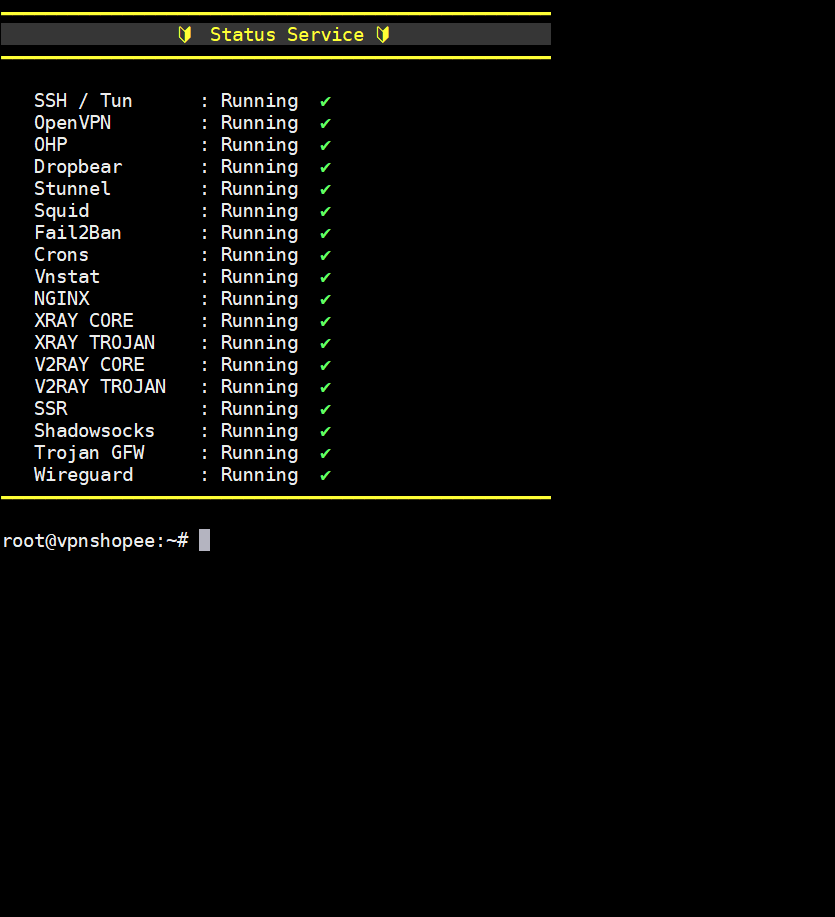 🔰 Status Service 🔰
SSH / Tun : Running ✔
OpenVPN : Running ✔
OHP : Running ✔
Dropbear : Running ✔
Stunnel : Running ✔
Squid : Running ✔
Fail2Ban : Running ✔
Crons : Running ✔
Vnstat : Running ✔
NGINX : Running ✔
XRAY CORE : Running ✔
XRAY TROJAN : Running ✔
V2RAY CORE : Running ✔
V2RAY TROJAN : Running ✔
SSR : Running ✔
Shadowsocks : Running ✔
Trojan GFW : Running ✔
Wireguard : Running ✔
root@vpnshopee:~#